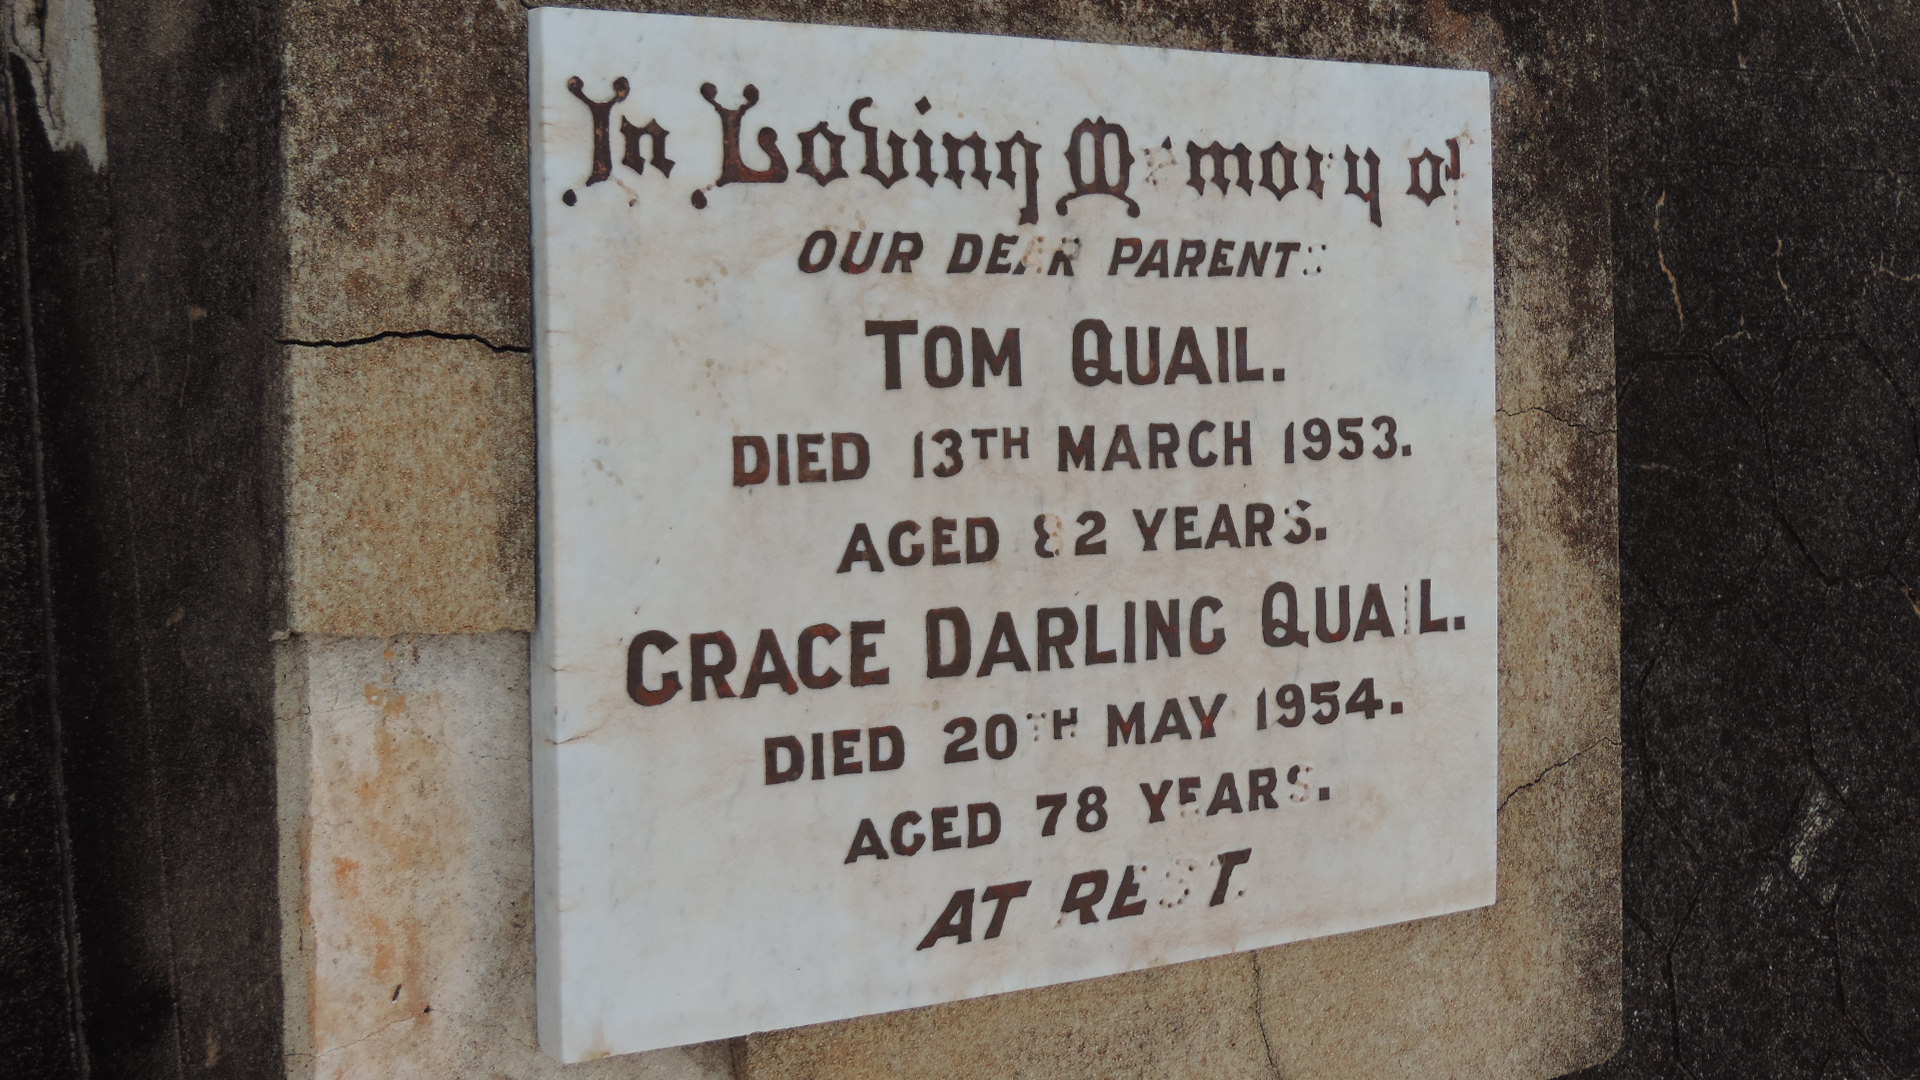 In Loving Memory of
OUR DEAR PARENTS
TOM QUAIL.
DIED 13TH MARCH 1953.
AGED 82 YEARS.
GRACE DARLING QUAIL.
DIED 20TH MAY 1954.
AGED 78 YEARS.
AT REST.